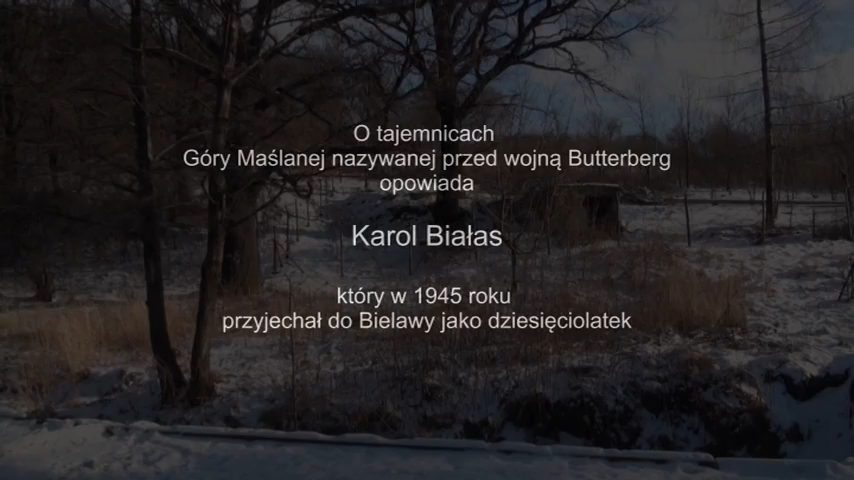 O tajemnicach
Góry Maślanej nazywanej przed wojną Butterberg
opowiada
Karol Białas
który w 1945 roku
przyjechał do Bielawy jako dziesięciolatek